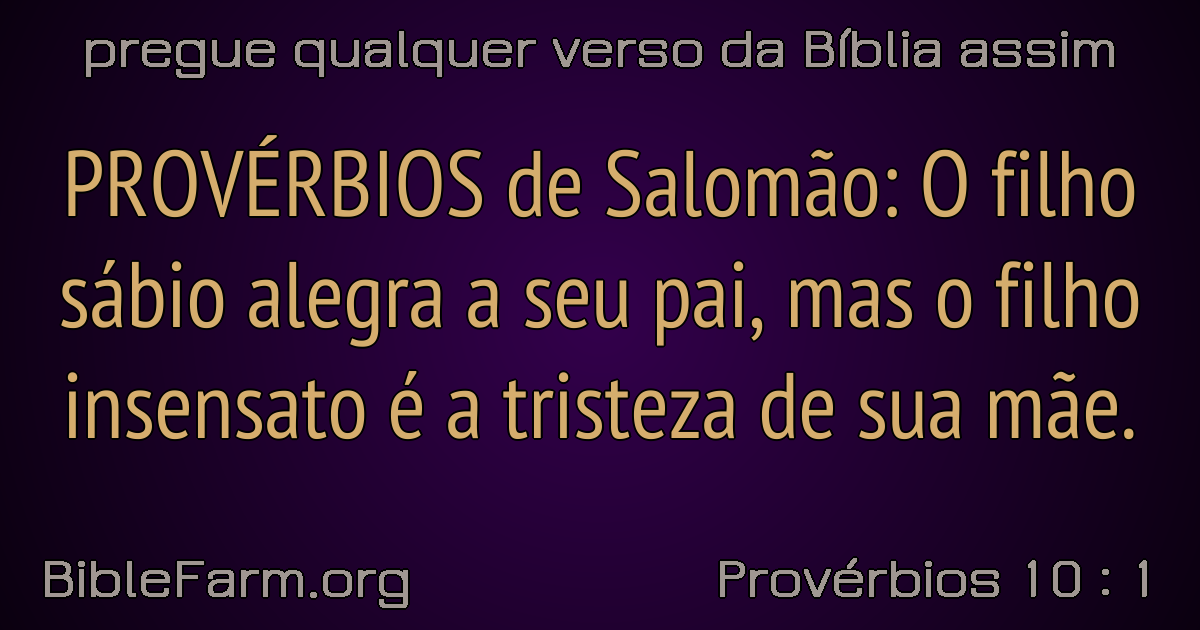 pregue qualquer verso da Bíblia assim
PROVÉRBIOS de Salomão: O filho
sábio alegra a seu pai, mas o filho
insensato é a tristeza de sua mãe.
BibleFarm.org
Provérbios 10 : 1